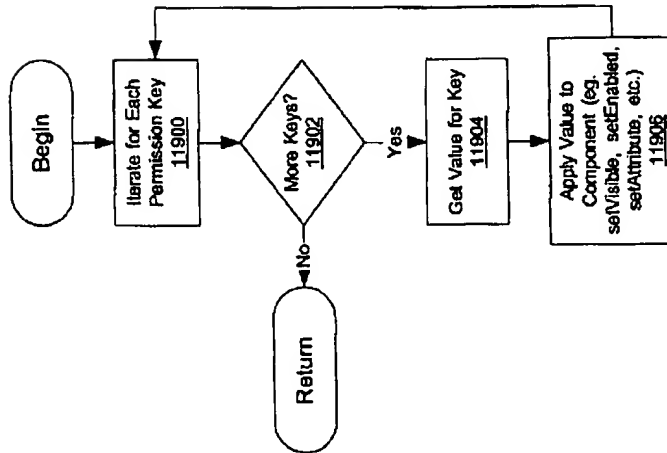 Begin
Iterate for Each
Permission Key
11900
More Keys?
11902
No
Return
Yes
Get Value for Key
11904
Apply Value to
Component (eg.
setVisible, setEnabled,
setAttribute, etc.)
11906